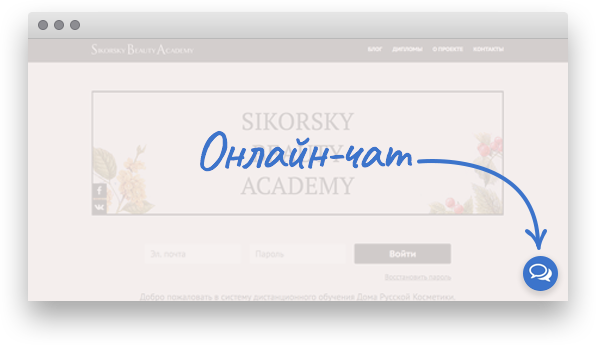 SIKORSKY BEAUTY ACADEMY
БЛОГ ДИПЛОМЫ О ПРОЕКТЕ КОНТАКТЫ
SIKORSKY
BEAUTY
ACADEMY
Онлайн-чат
Эл. почта Пароль Войти
Восстановить пароль
Добро пожаловать в систему дистанционного обучения Дома Русской Косметики.